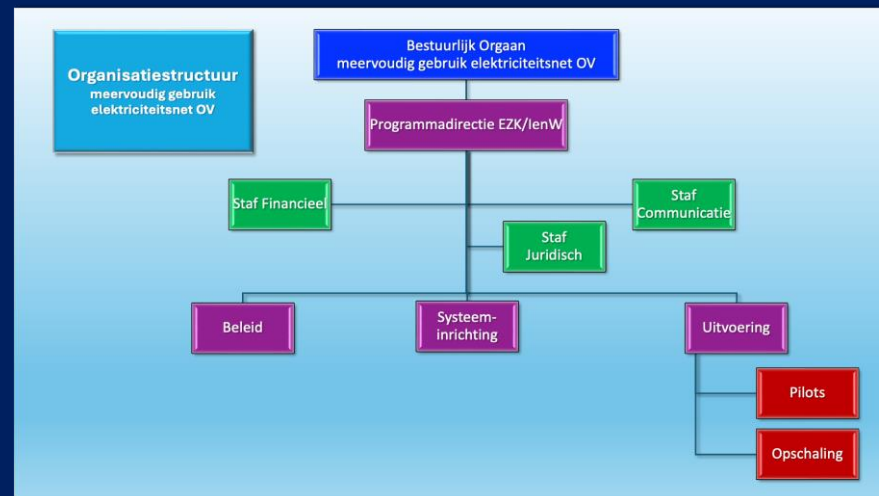 Organisatiestructuur
meervoudig gebruik
elektriciteitsnet OV
Bestuurlijk Orgaan
meervoudig gebruik elektriciteitsnet OV
Programmadirectie EZK/IenW
Staf Financieel
Staf
Communicatie
Staf
Juridisch
Beleid
Systeem-
inrichting
Uitvoering
Pilots
Opschaling